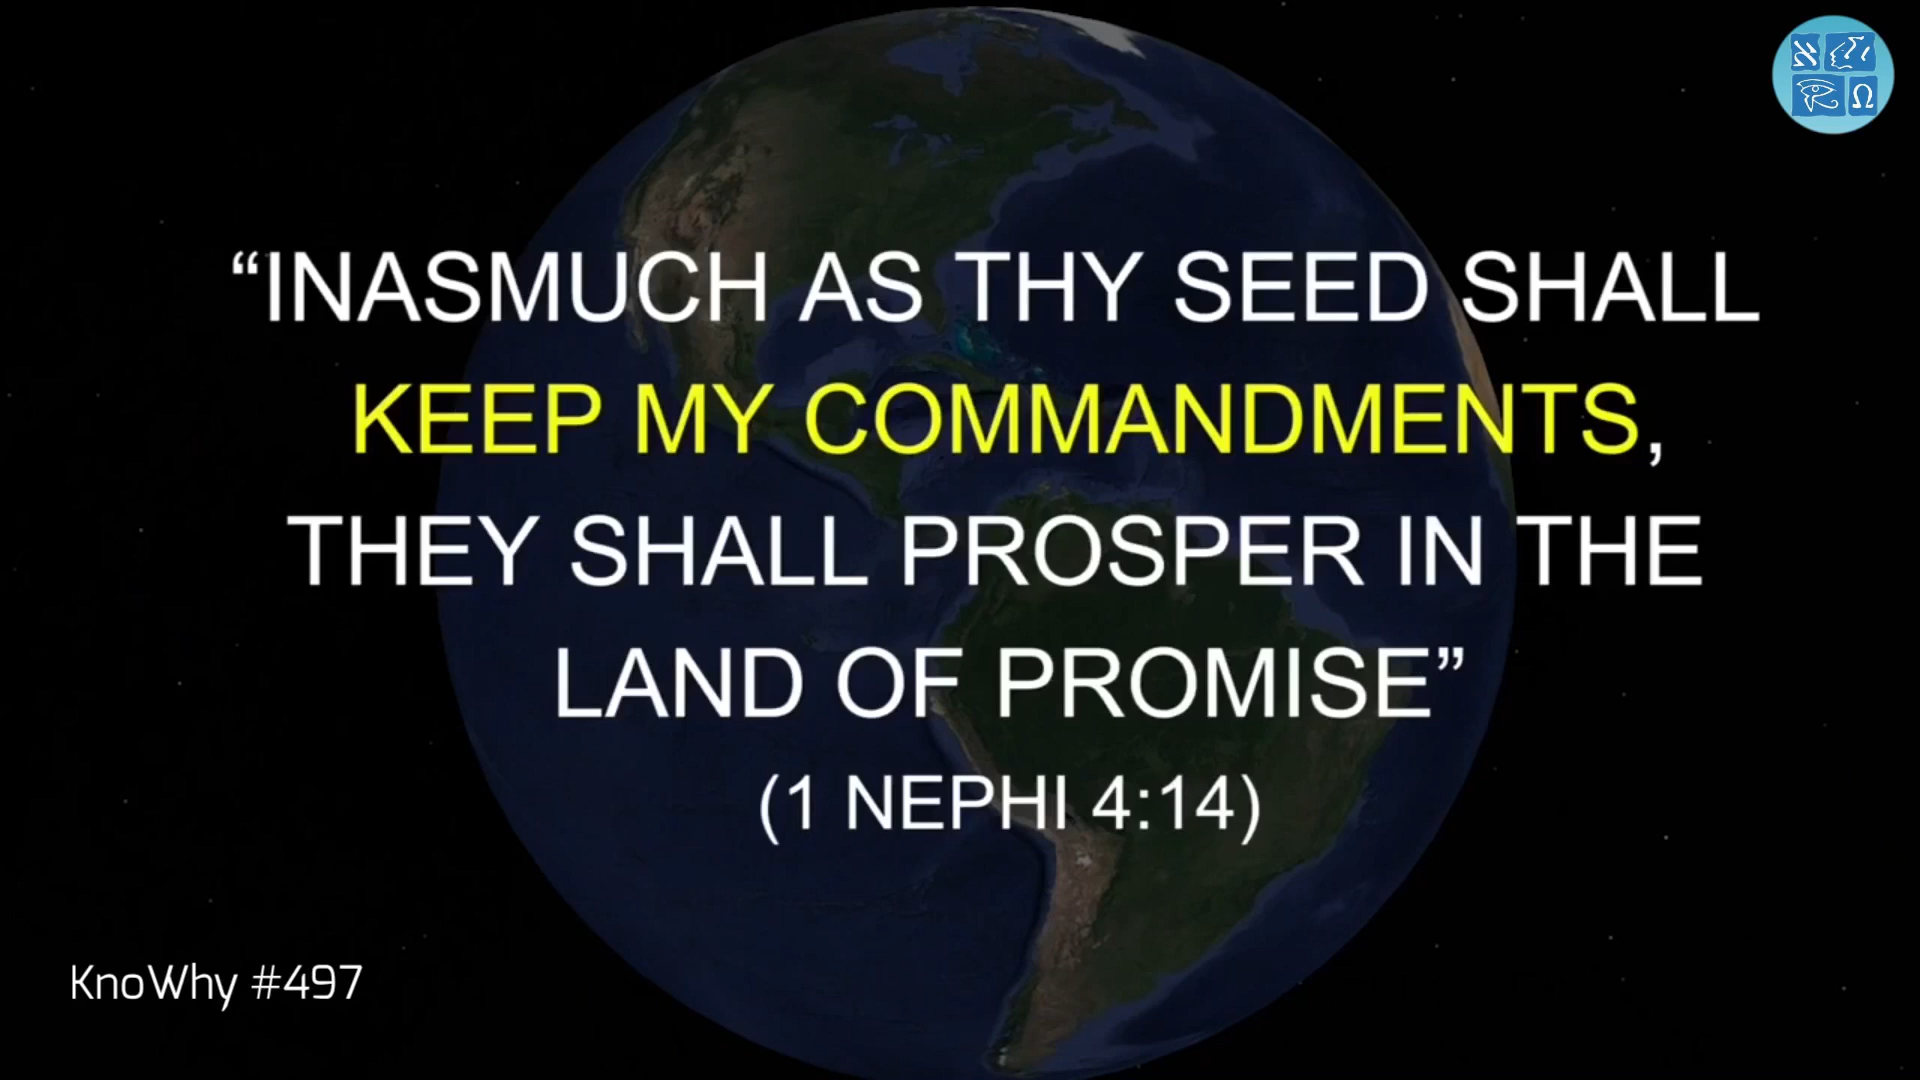 “INASMUCH AS THY SEED SHALL
KEEP MY COMMANDMENTS,
THEY SHALL PROSPER IN THE
LAND OF PROMISE”
(1 NEPHI 4:14)
KnoWhy #497